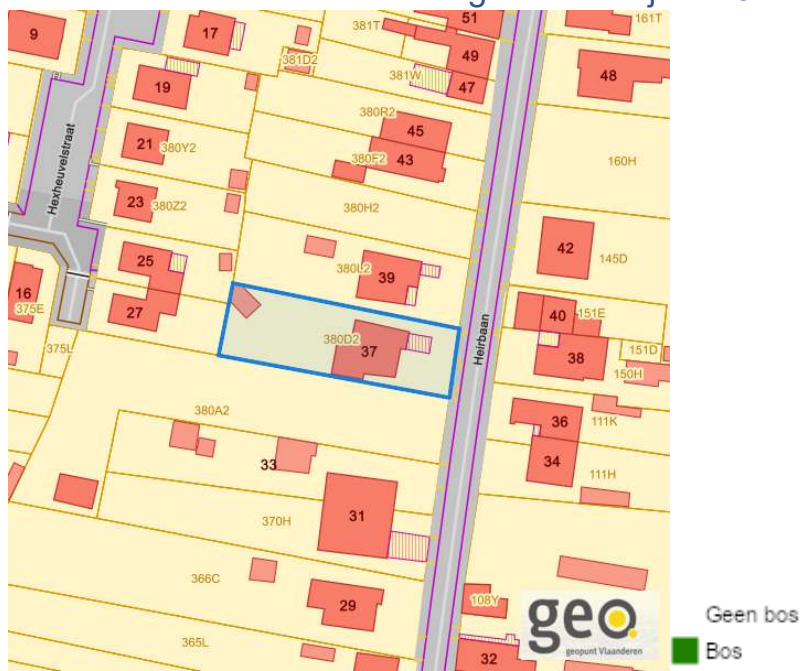 51
161T
9
17
381T
49
381D2
48
381W
47
19
380R2
45
21
380Y2
43
380F2
160H
Hexheuvelstraat
23
380Z2
380H2
42
145D
25
380L2
39
16
375E
27
40
151E
380D2
37
Heirbaan
375L
38
151D
150H
380A2
36
111K
33
34
111H
31
370H
366C
29
108Y
365L
32
geo
geopunt Vlaanderen
Geen bos
Bos